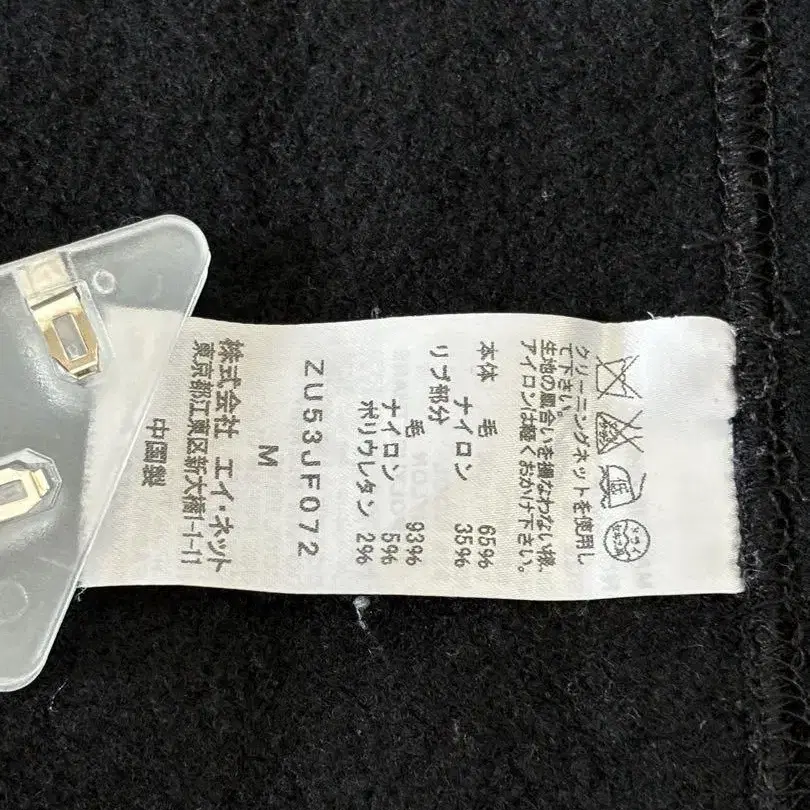 クリーニングネットを使用し
て下さい。
生地の風合いを損なわない様、
アイロンは軽くおかけ下さい。
本体
毛 65%
ナイロン 35%
リブ部分
毛 93%
ナイロン 5%
ポリウレタン 2%
ZU53JF072
M
株式会社 エイ・ネット
東京都江東区新大橋1-1-11
中国製